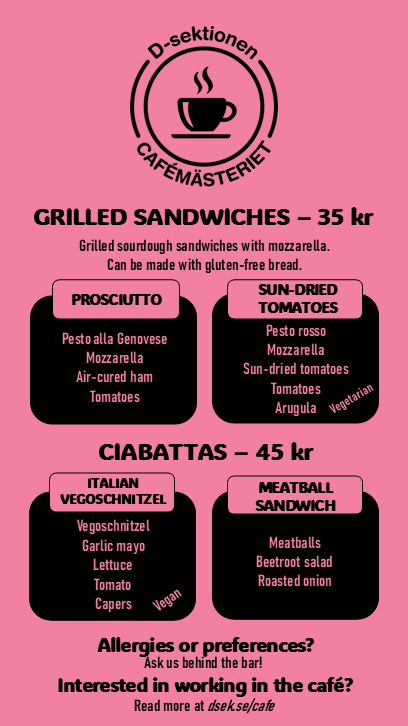 D-sektionen
CAFÉMÄSTERIET
GRILLED SANDWICHES – 35 kr
Grilled sourdough sandwiches with mozzarella.
Can be made with gluten-free bread.
PROSCIUTTO
Pesto alla Genovese
Mozzarella
Air-cured ham
Tomatoes
SUN-DRIED
TOMATOES
Pesto rosso
Mozzarella
Sun-dried tomatoes
Tomatoes
Arugula
Vegetarian
CIABATTAS – 45 kr
ITALIAN
VEGOSCHNITZEL
Vegoschnitzel
Garlic mayo
Lettuce
Tomato
Capers
Vegan
MEATBALL
SANDWICH
Meatballs
Beetroot salad
Roasted onion
Allergies or preferences?
Ask us behind the bar!
Interested in working in the café?
Read more at dsek.se/cafe